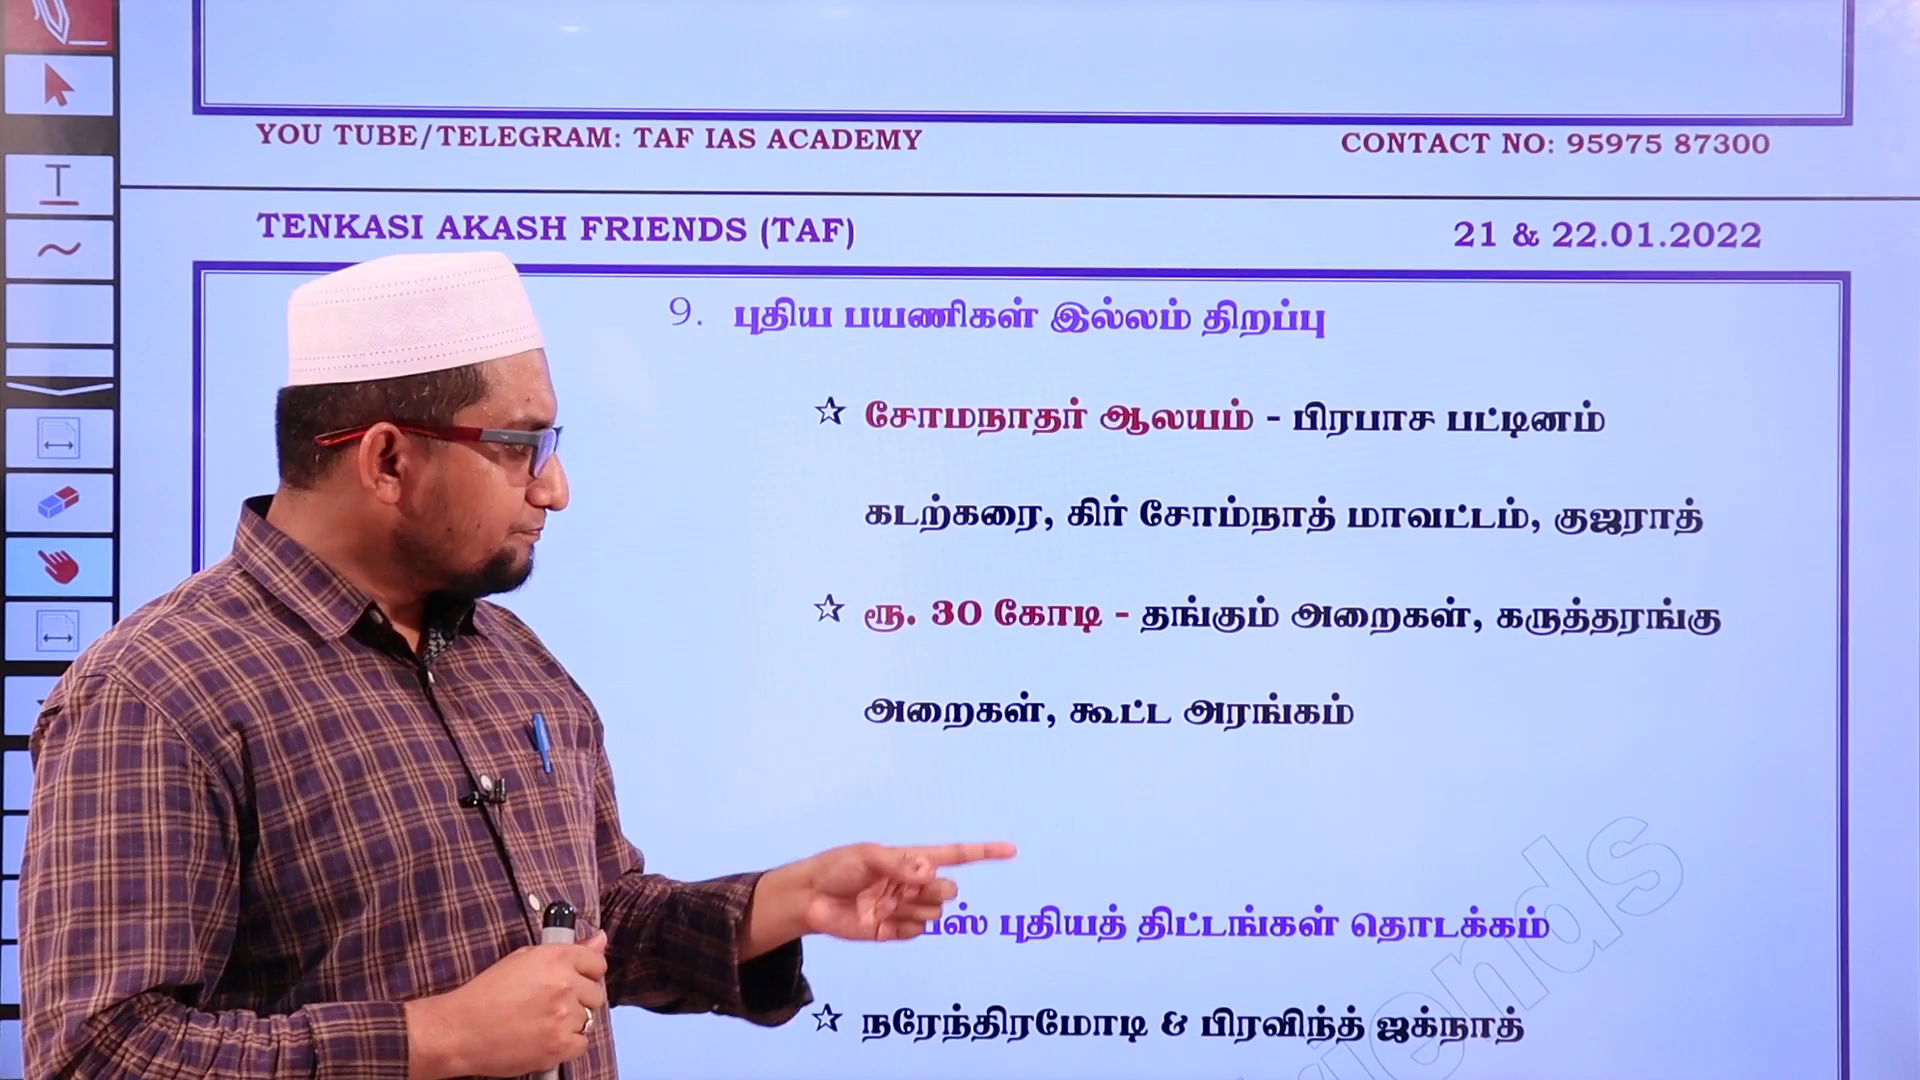 YOU TUBE/TELEGRAM: TAF IAS ACADEMY
CONTACT NO: 95975 87300
TENKASI AKASH FRIENDS (TAF)
21 & 22.01.2022
9. புதிய பயணிகள் இல்லம் திறப்பு
☆ சோமநாதர் ஆலயம் - பிரபாச பட்டினம்
கடற்கரை, கிர் சோம்நாத் மாவட்டம், குஜராத்
☆ ரூ. 30 கோடி - தங்கும் அறைகள், கருத்தரங்கு
அறைகள், கூட்ட அரங்கம்
புதியத் திட்டங்கள் தொடக்கம்
☆ நரேந்திரமோடி & பிரவிந்த் ஜக்நாத்